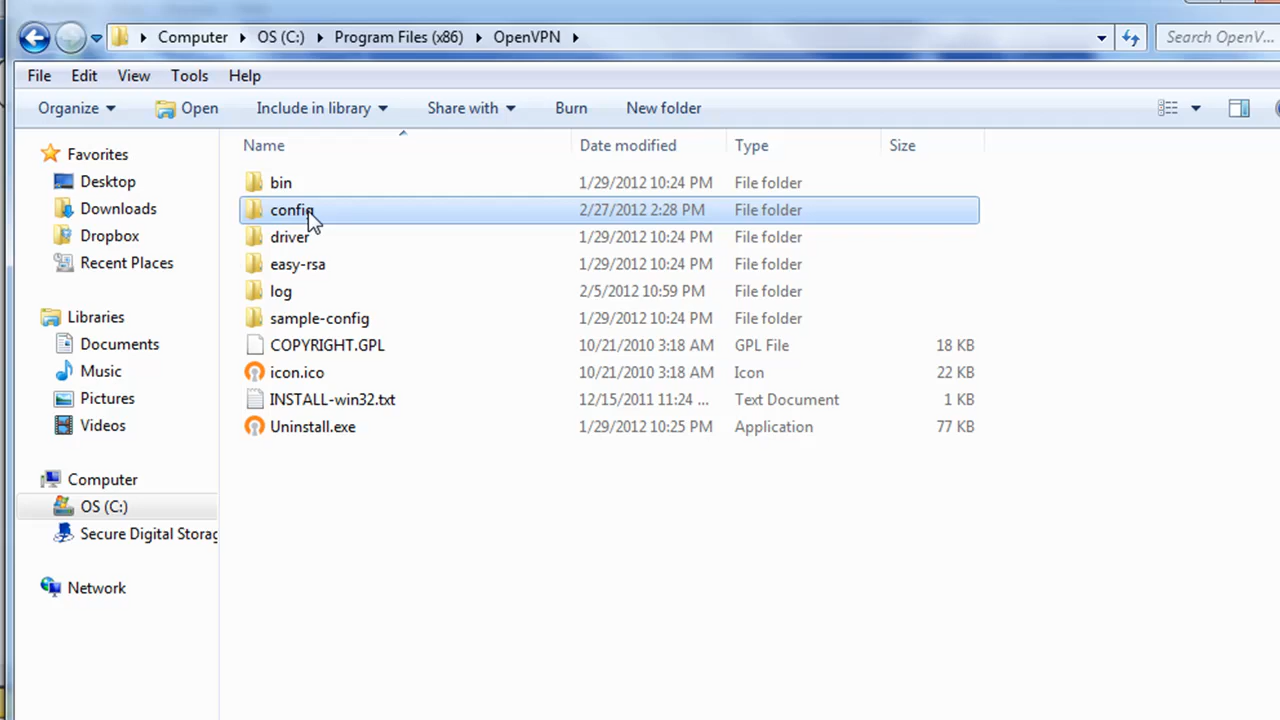 Computer OS (C:) Program Files (x86) OpenVPN Search OpenV...
File Edit View Tools Help
Organize Open Include in library Share with Burn New folder
Name Date modified Type Size
Favorites
Desktop
Downloads
Dropbox
Recent Places
Libraries
Documents
Music
Pictures
Videos
Computer
OS (C:)
Secure Digital Storag
Network
bin 1/29/2012 10:24 PM File folder
config 2/27/2012 2:28 PM File folder
driver 1/29/2012 10:24 PM File folder
easy-rsa 1/29/2012 10:24 PM File folder
log 2/5/2012 10:59 PM File folder
sample-config 1/29/2012 10:24 PM File folder
COPYRIGHT.GPL 10/21/2010 3:18 AM GPL File 18 KB
icon.ico 10/21/2010 3:18 AM Icon 22 KB
INSTALL-win32.txt 12/15/2011 11:24 ... Text Document 1 KB
Uninstall.exe 1/29/2012 10:25 PM Application 77 KB